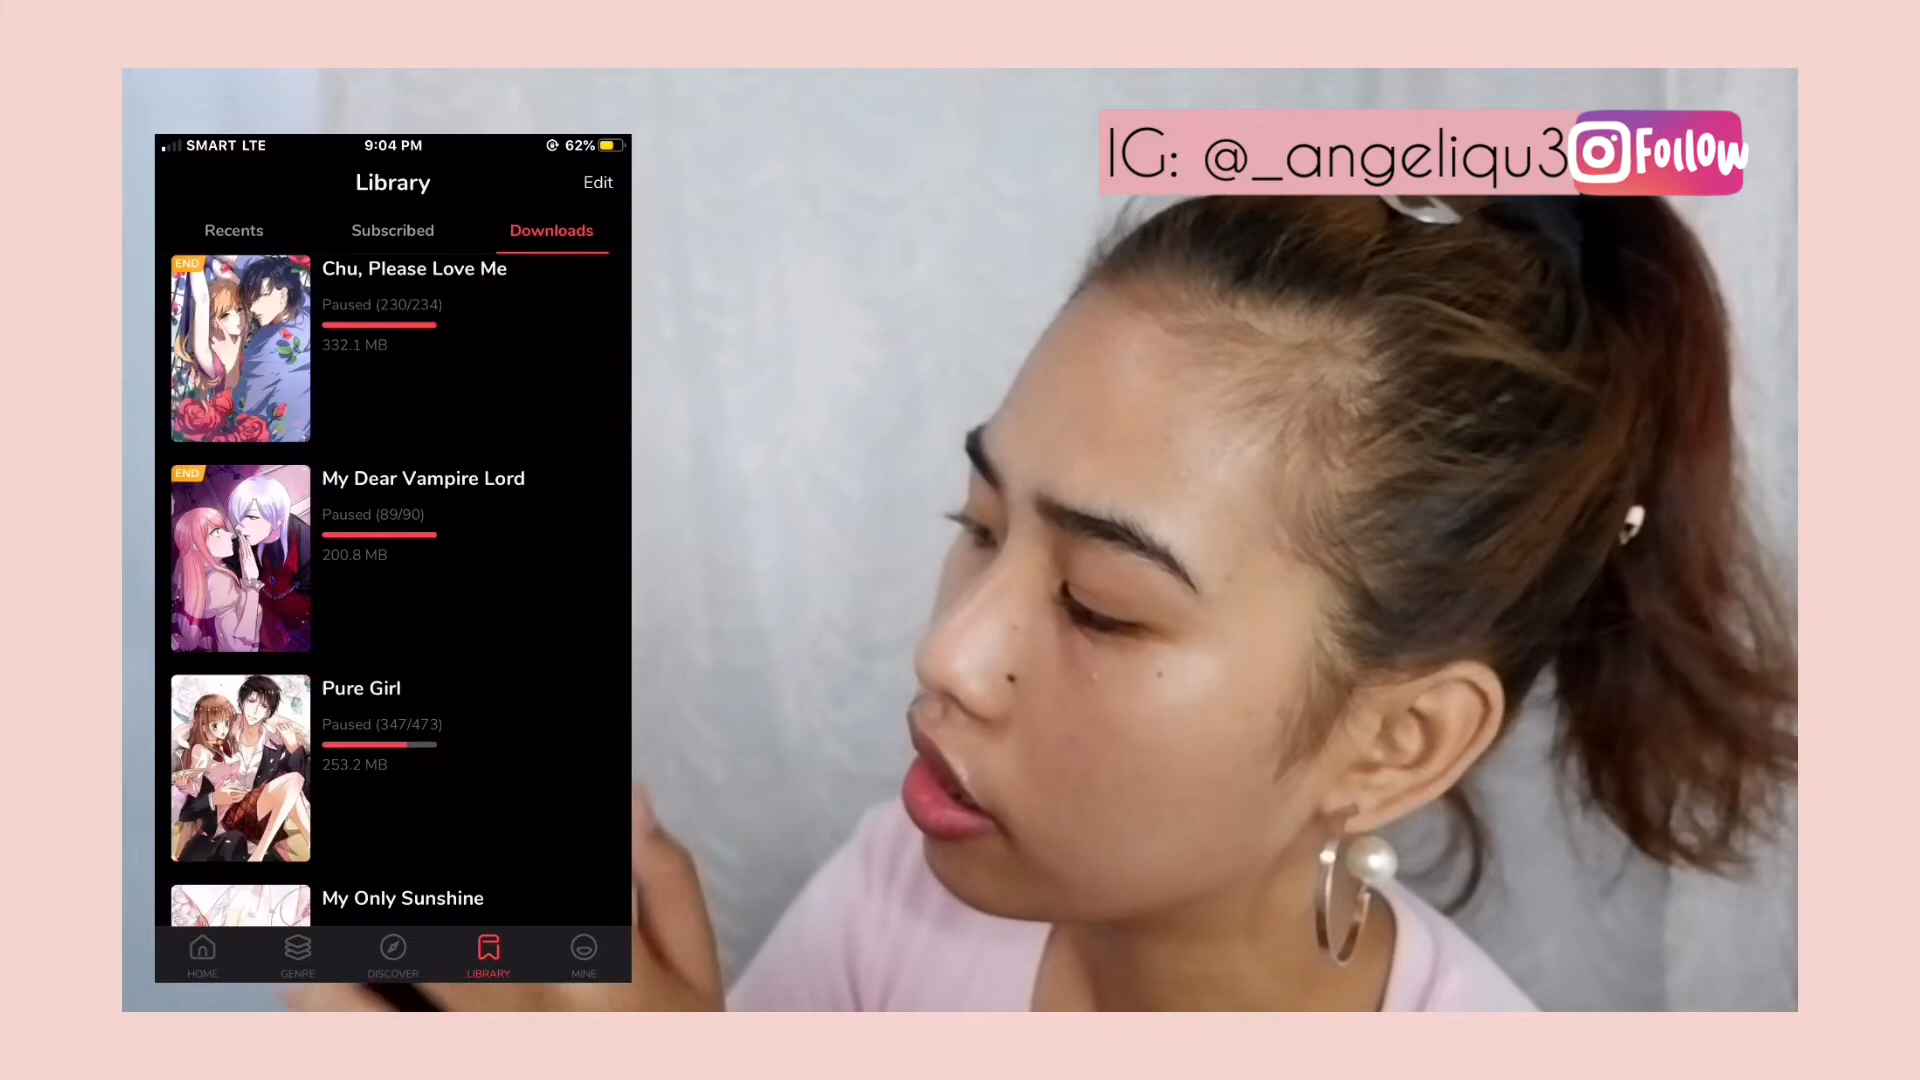 SMART LTE
9:04 PM
62%
Library
Edit
Recents
Subscribed
Downloads
END
Chu, Please Love Me
Paused (230/234)
332.1 MB
END
My Dear Vampire Lord
Paused (89/90)
200.8 MB
Pure Girl
Paused (347/473)
253.2 MB
My Only Sunshine
HOME
GENRE
DISCOVER
LIBRARY
MINE
IG: @_angeliqu3
Follow